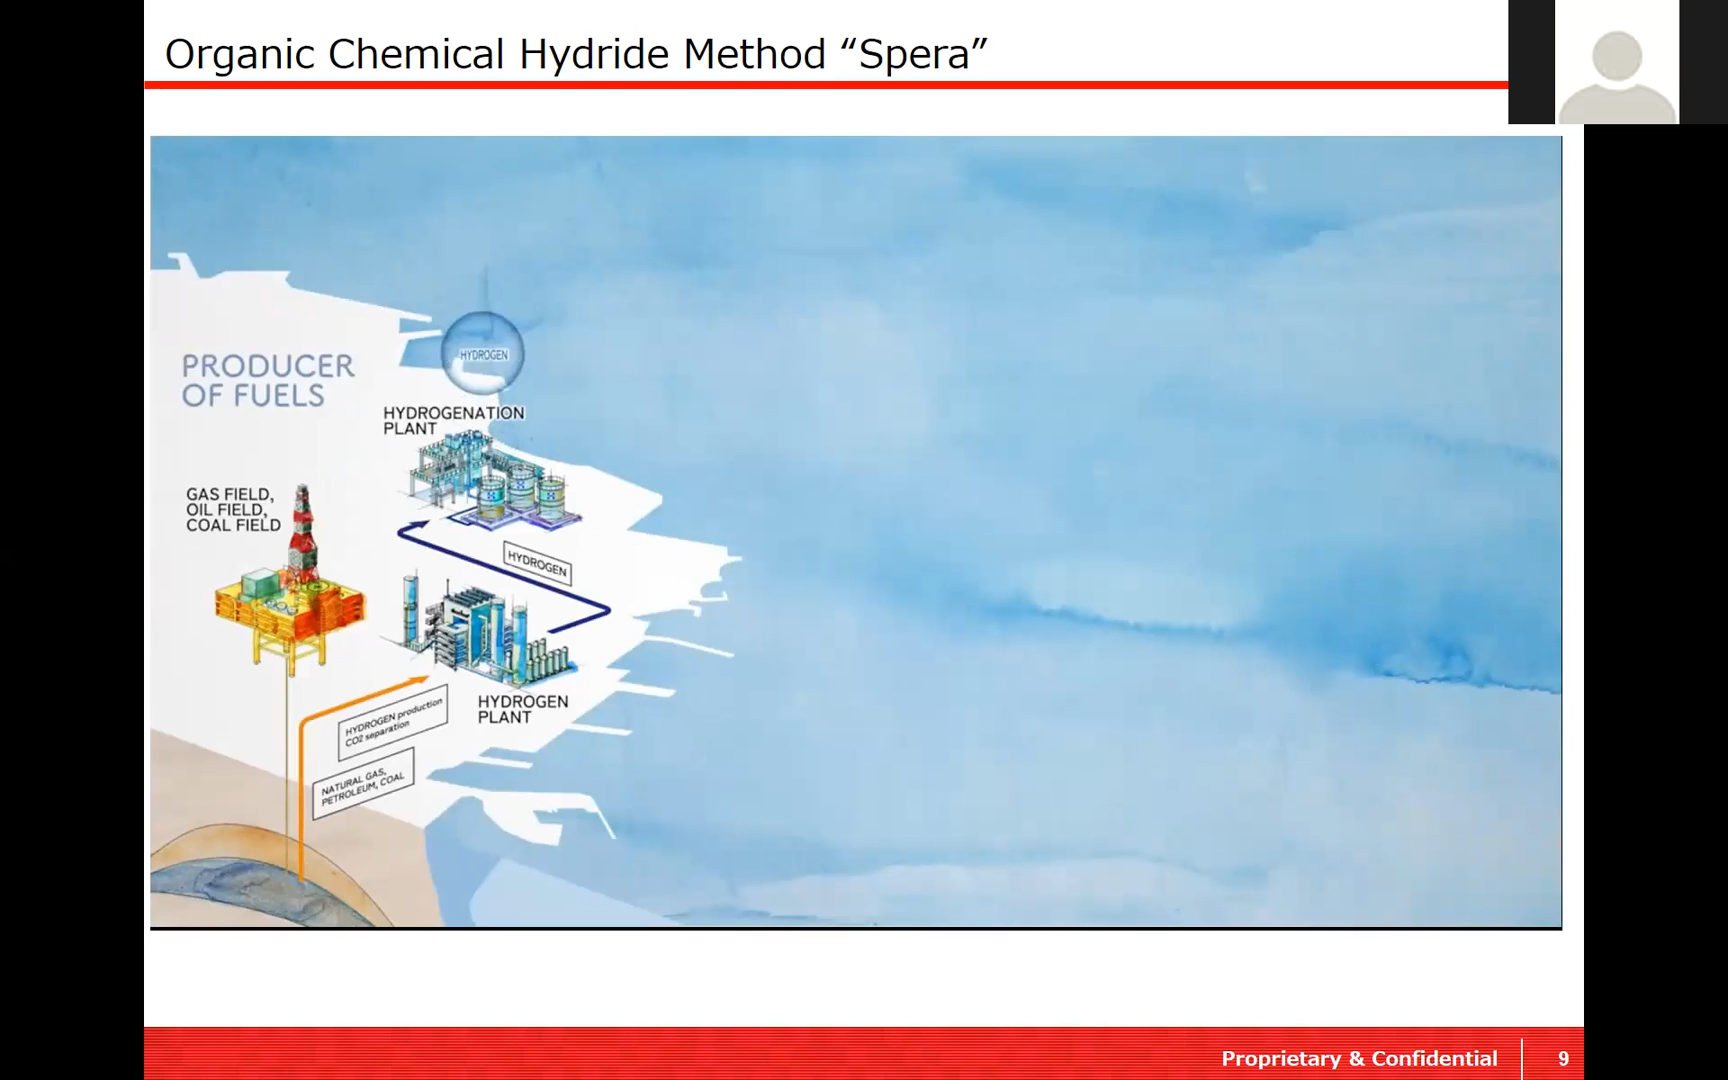 Organic Chemical Hydride Method “Spera”
PRODUCER
OF FUELS
HYDROGEN
HYDROGENATION
PLANT
GAS FIELD,
OIL FIELD,
COAL FIELD
HYDROGEN
HYDROGEN
PLANT
HYDROGEN production
CO2 separation
NATURAL GAS,
PETROLEUM, COAL
Proprietary & Confidential
9